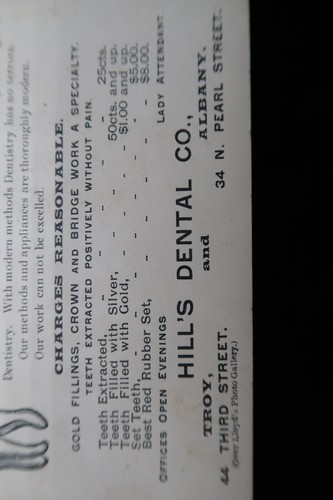 Dentistry. With modern methods Dentistry has no terrors.
Our methods and appliances are thoroughly modern.
Our work can not be excelled.
CHARGES REASONABLE.
GOLD FILLINGS, CROWN AND BRIDGE WORK A SPECIALTY.
TEETH EXTRACTED POSITIVELY WITHOUT PAIN.
Teeth Extracted, - - - - 25cts.
Teeth Filled with Silver, - - 50cts. and up.
Teeth Filled with Gold, - - - $1.00 and up.
Set Teeth, - - - - - $5.00.
Best Red Rubber Set, - - - - $8.00.
OFFICES OPEN EVENINGS LADY ATTENDANT.
HILL'S DENTAL CO.,
TROY, and ALBANY.
44 THIRD STREET. 34 N. PEARL STREET.
(Over Lloyd's Photo Gallery.)